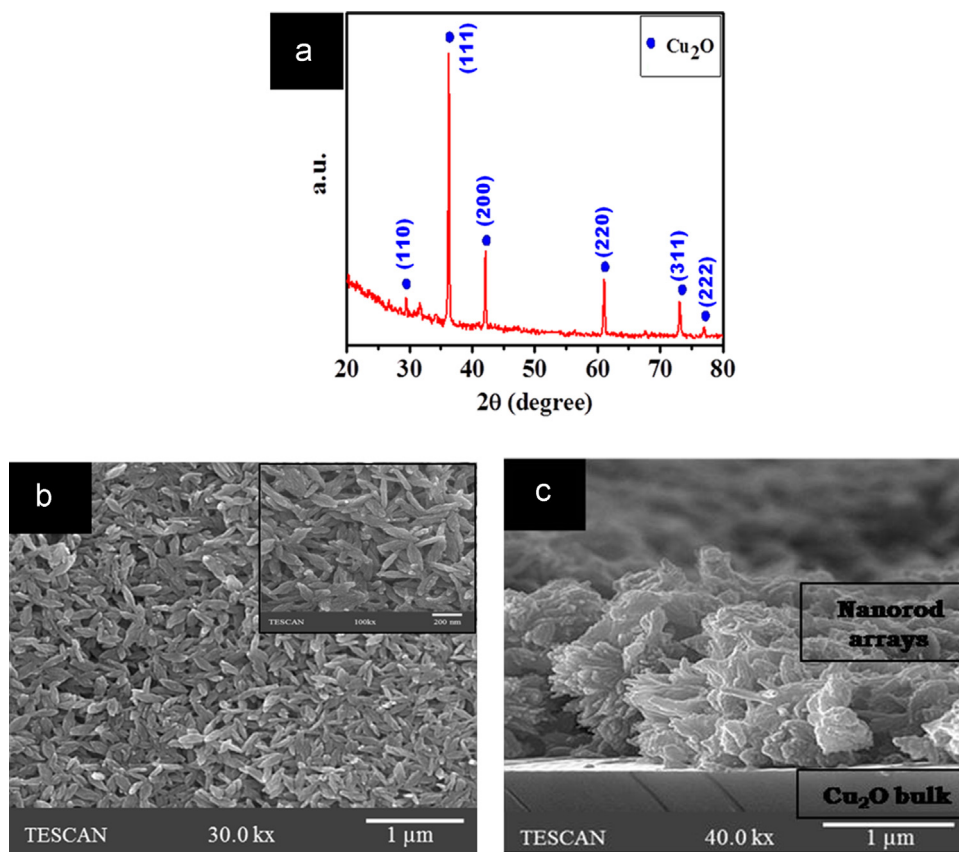 a
Cu₂O
(111)
(200)
(110)
(220)
(311)
(222)
a.u.
20 30 40 50 60 70 80
2θ (degree)
b
TESCAN 100kx 200 nm
TESCAN 30.0 kx 1 µm
c
Nanorod
arrays
Cu₂O bulk
TESCAN 40.0 kx 1 µm